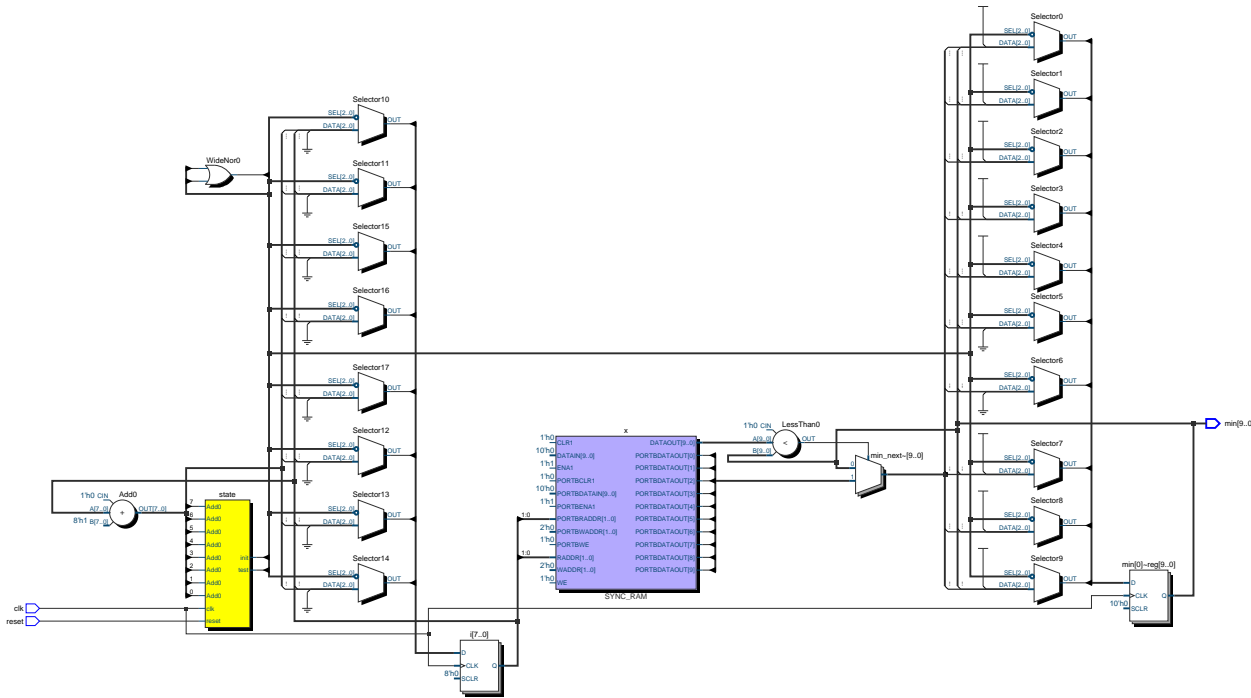 Selector0
SEL[2..0]
DATA[2..0]
OUT
Selector1
SEL[2..0]
DATA[2..0]
OUT
Selector2
SEL[2..0]
DATA[2..0]
OUT
Selector3
SEL[2..0]
DATA[2..0]
OUT
Selector4
SEL[2..0]
DATA[2..0]
OUT
Selector5
SEL[2..0]
DATA[2..0]
OUT
Selector6
SEL[2..0]
DATA[2..0]
OUT
Selector7
SEL[2..0]
DATA[2..0]
OUT
Selector8
SEL[2..0]
DATA[2..0]
OUT
Selector9
SEL[2..0]
DATA[2..0]
OUT
Selector10
SEL[2..0]
DATA[2..0]
OUT
Selector11
SEL[2..0]
DATA[2..0]
OUT
Selector15
SEL[2..0]
DATA[2..0]
OUT
Selector16
SEL[2..0]
DATA[2..0]
OUT
Selector17
SEL[2..0]
DATA[2..0]
OUT
Selector12
SEL[2..0]
DATA[2..0]
OUT
Selector13
SEL[2..0]
DATA[2..0]
OUT
Selector14
SEL[2..0]
DATA[2..0]
OUT
WideNor0
Add0
1'h0 CIN
A[7..0]
8'h1 B[7..0]
+
OUT[7..0]
state
7 Add0
6 Add0
5 Add0
4 Add0
3 Add0
2 Add0
1 Add0
0 Add0
clk
reset
init
test
clk
reset
i[7..0]
D
CLK
8'h0 SCLR
Q
x
1'h0 CLR1
10'h0 DATAIN[9..0]
1'h1 ENA1
1'h0 PORTBCLR1
10'h0 PORTBDATAIN[9..0]
1'h1 PORTBENA1
1:0 PORTBRADDR[1..0]
2'h0 PORTBWADDR[1..0]
1'h0 PORTBWE
1:0 RADDR[1..0]
2'h0 WADDR[1..0]
1'h0 WE
DATAOUT[9..0]
PORTBDATAOUT[0]
PORTBDATAOUT[1]
PORTBDATAOUT[2]
PORTBDATAOUT[3]
PORTBDATAOUT[4]
PORTBDATAOUT[5]
PORTBDATAOUT[6]
PORTBDATAOUT[7]
PORTBDATAOUT[8]
PORTBDATAOUT[9]
SYNC_RAM
LessThan0
1'h0 CIN
A[9..0]
B[9..0]
<
OUT
min_next~[9..0]
0
1
min[0]~reg[9..0]
D
CLK
10'h0 SCLR
Q
min[9..0